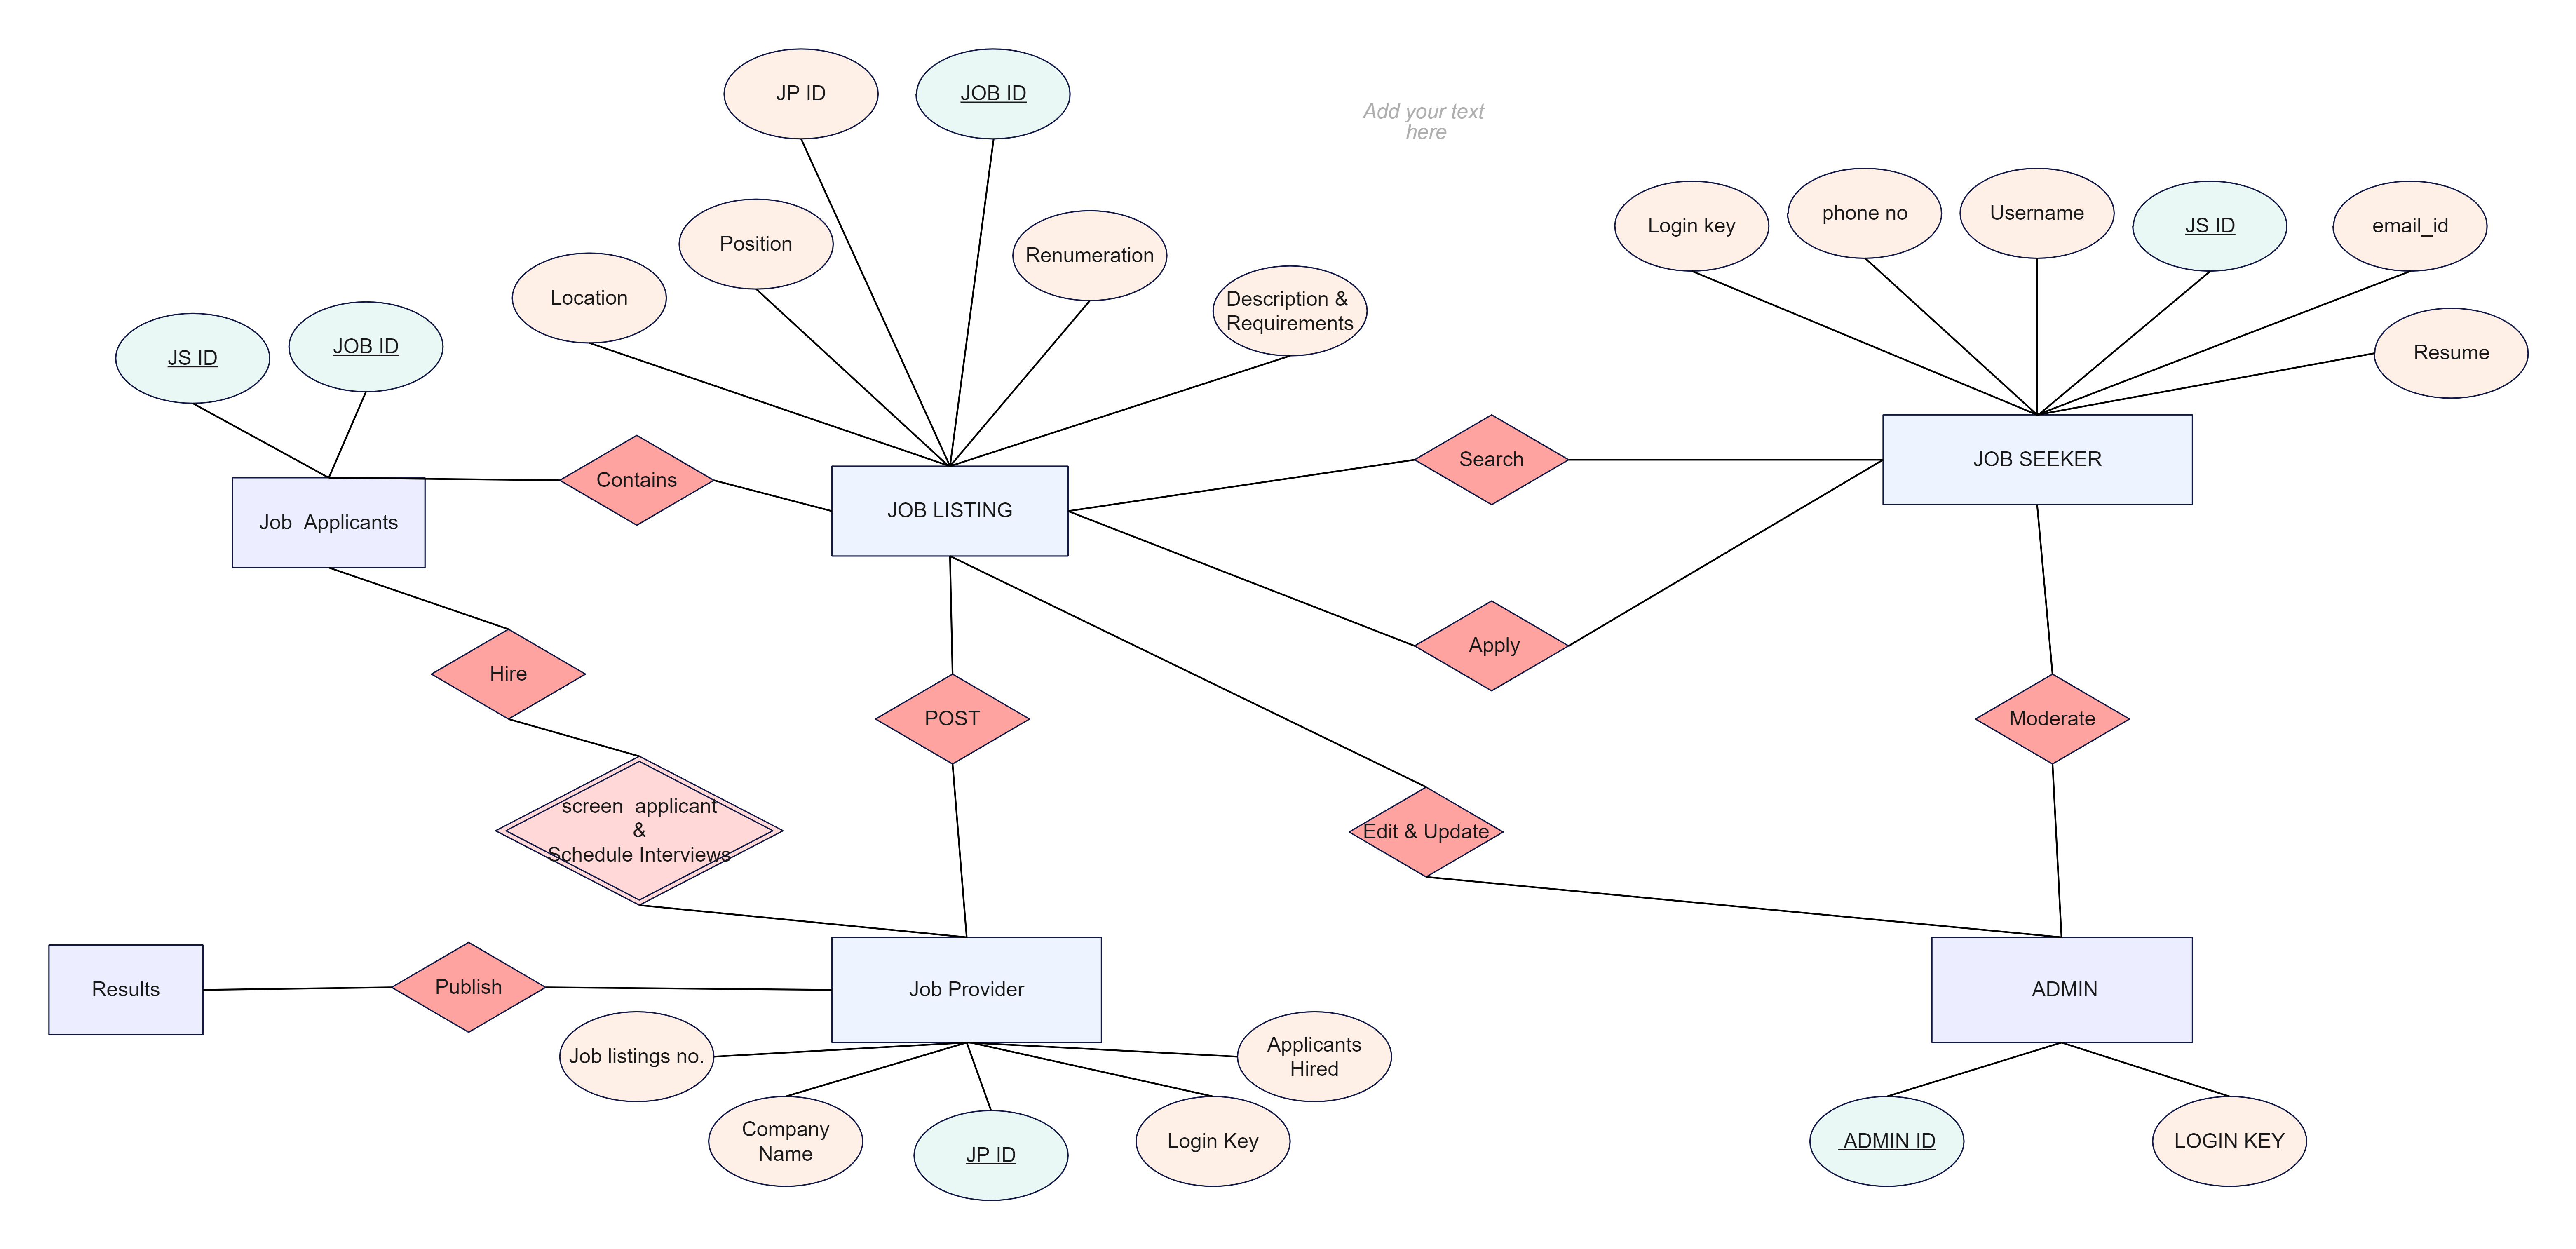 JP ID
JOB ID
Add your text
here
Login key
phone no
Username
JS ID
email_id
Position
Renumeration
Location
Description &
Requirements
Resume
JS ID
JOB ID
Contains
Search
JOB SEEKER
Job  Applicants
JOB LISTING
Apply
Hire
POST
Moderate
screen  applicant
&
Schedule Interviews
Edit & Update
Results
Publish
Job Provider
ADMIN
Job listings no.
Applicants
Hired
Company
Name
JP ID
Login Key
ADMIN ID
LOGIN KEY